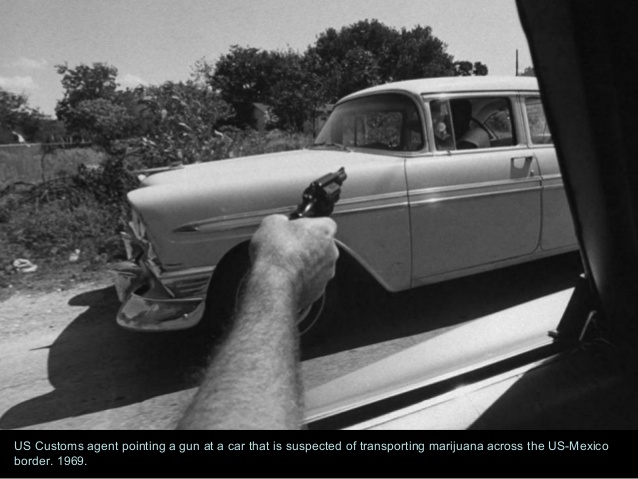 US Customs agent pointing a gun at a car that is suspected of transporting marijuana across the US-Mexico
border. 1969.